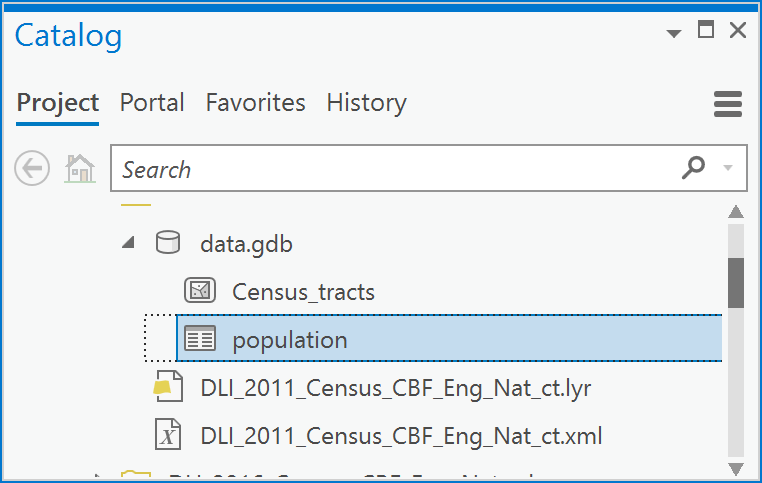 Catalog
Project Portal Favorites History
Search
data.gdb
Census_tracts
population
DLI_2011_Census_CBF_Eng_Nat_ct.lyr
DLI_2011_Census_CBF_Eng_Nat_ct.xml